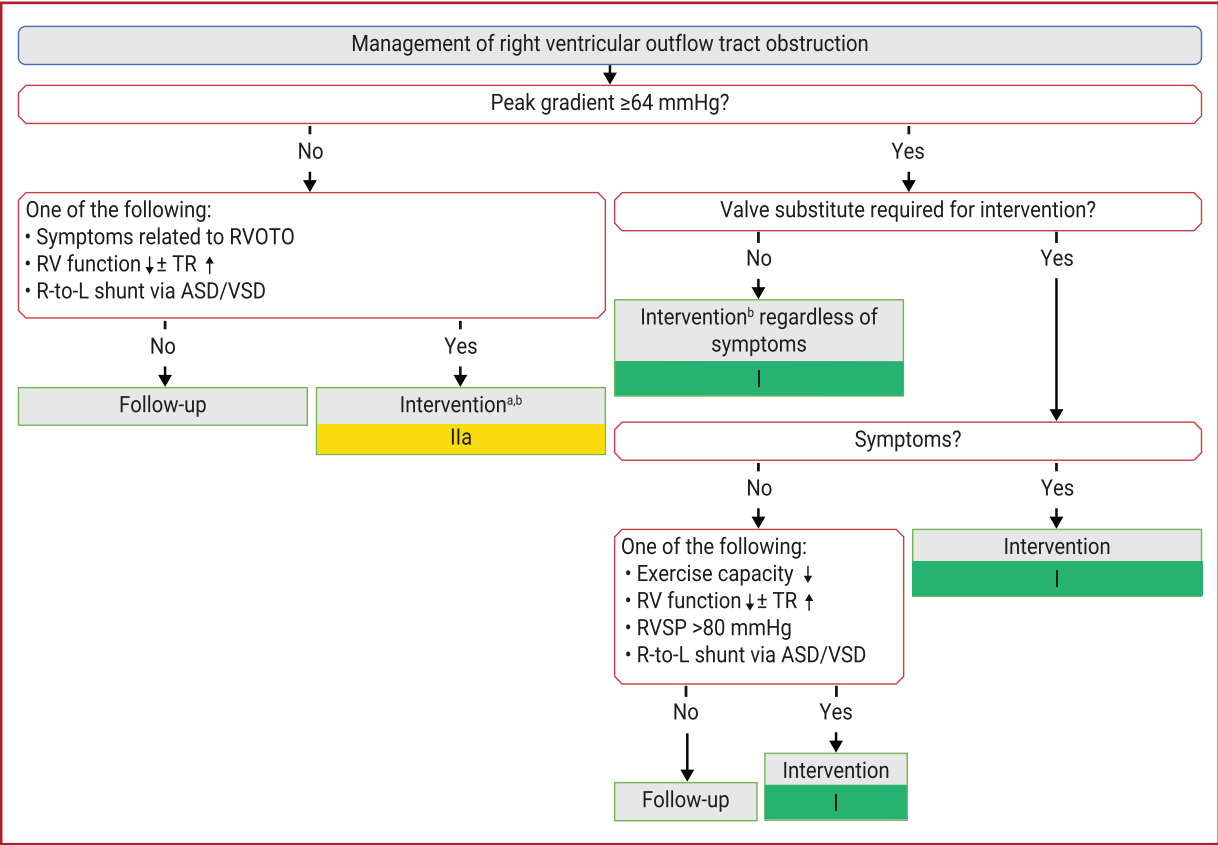 Management of right ventricular outflow tract obstruction
Peak gradient ≥64 mmHg?
No
Yes
One of the following:
• Symptoms related to RVOTO
• RV function ↓± TR ↑
• R-to-L shunt via ASD/VSD
No
Yes
Follow-up
Interventionᵃ,ᵇ
IIa
Valve substitute required for intervention?
No
Yes
Interventionᵇ regardless of
symptoms
I
Symptoms?
No
Yes
One of the following:
• Exercise capacity ↓
• RV function ↓± TR ↑
• RVSP >80 mmHg
• R-to-L shunt via ASD/VSD
Intervention
I
No
Yes
Follow-up
Intervention
I